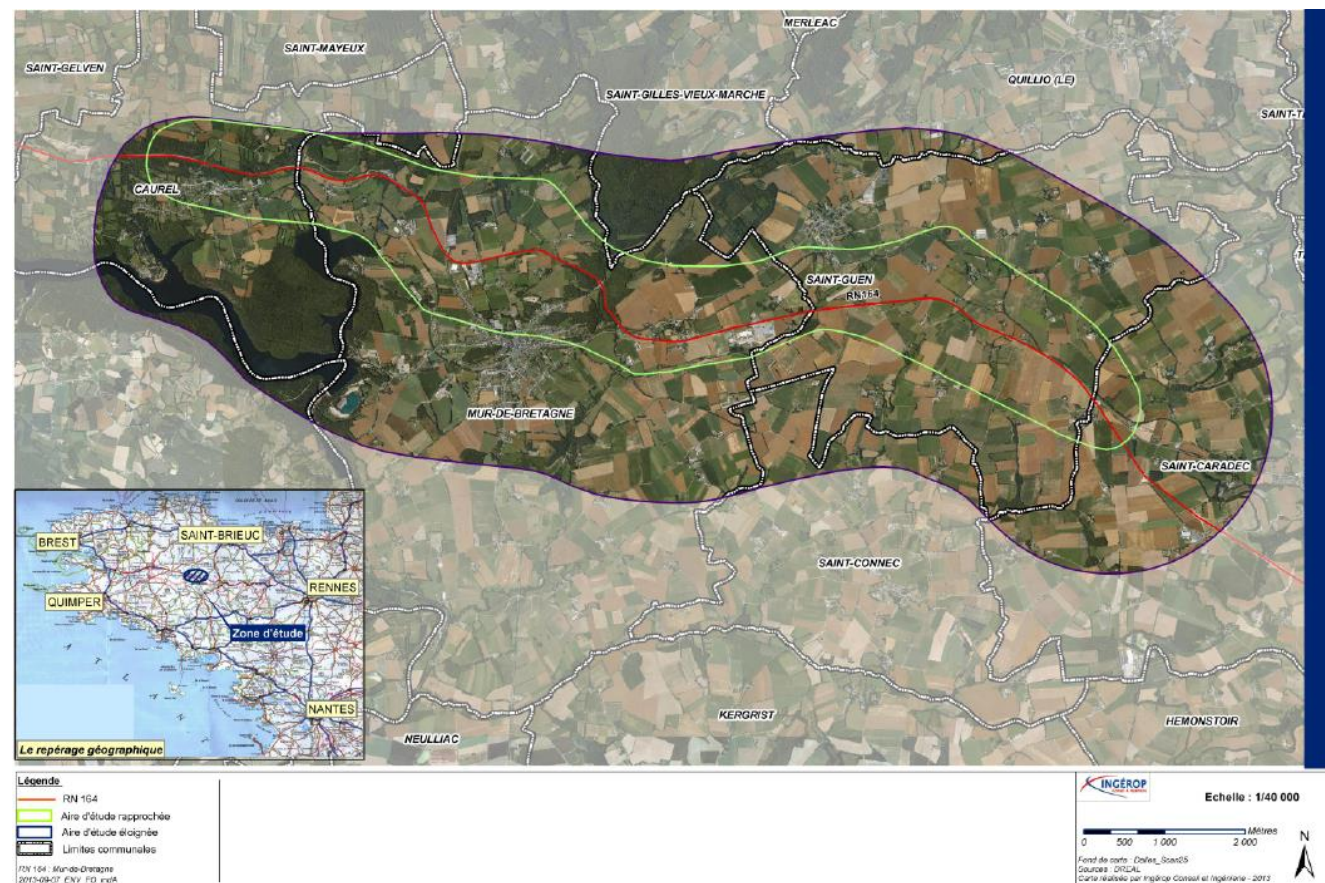 MERLEAC
SAINT-MAYEUX
SAINT-GELVEN
QUILLIO (LE)
SAINT-GILLES-VIEUX-MARCHE
CAUREL
SAINT-GUEN
RN164
MUR-DE-BRETAGNE
SAINT-CARADEC
SAINT-CONNEC
KERGRIST
HEMONSTOIR
NEULLIAC
BREST
SAINT-BRIEUC
QUIMPER
RENNES
Zone d'étude
NANTES
Le repérage géographique
Légende
RN 164
Aire d'étude rapprochée
Aire d'étude éloignée
Limites communales
RN 164 : Mur-de-Bretagne
INGÉROP
Echelle : 1/40 000
Mètres
0 500 1 000 2 000
N
Fond de carte : Dalles_Scan25
Sources : DREAL
Carte réalisée par Ingérop Conseil et Ingénierie - 2013